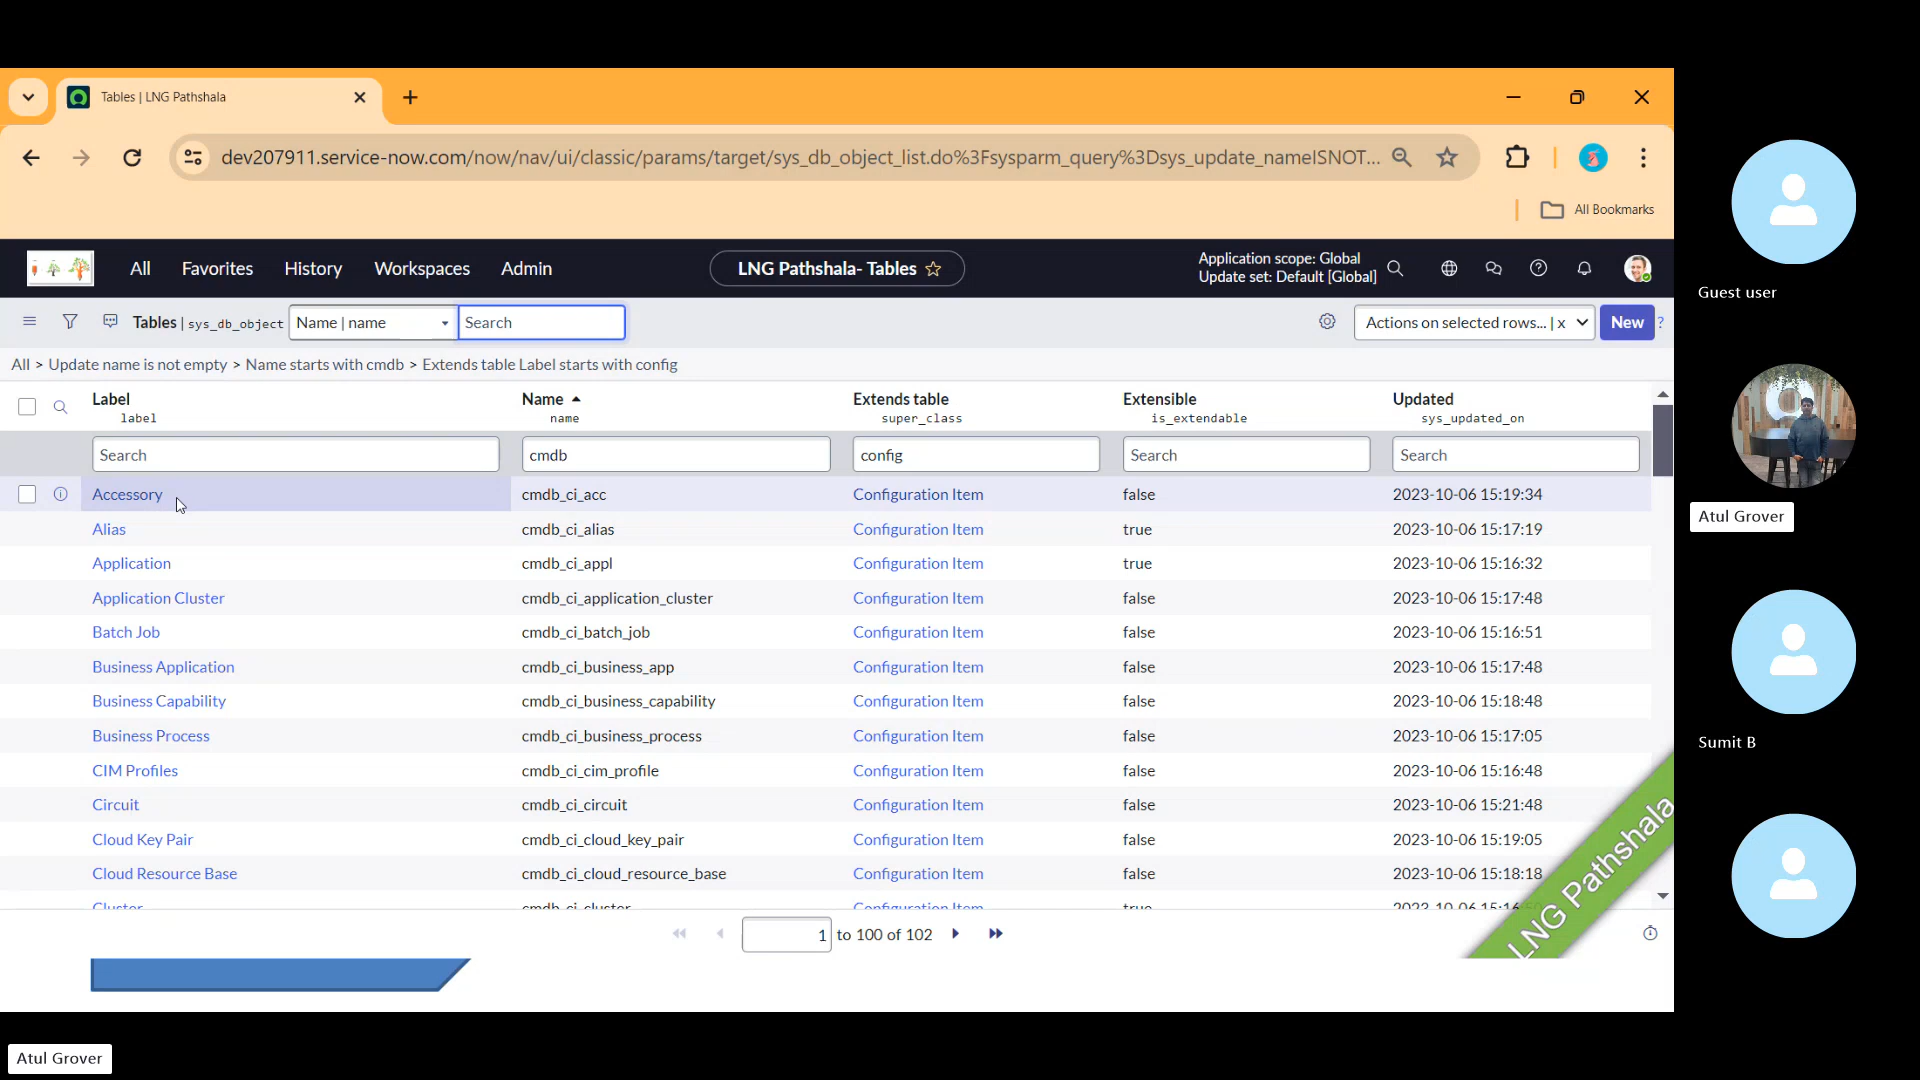 Tables | LNG Pathshala
dev207911.service-now.com/now/nav/ui/classic/params/target/sys_db_object_list.do%3Fsysparm_query%3Dsys_update_nameISNOT...
All Bookmarks
All Favorites History Workspaces Admin
LNG Pathshala- Tables
Application scope: Global
Update set: Default [Global]
Tables | sys_db_object Name | name Search
Actions on selected rows... | x New ?
All > Update name is not empty > Name starts with cmdb > Extends table Label starts with config
Label Name Extends table Extensible Updated
label name super_class is_extendable sys_updated_on
Search cmdb config Search Search
Accessory cmdb_ci_acc Configuration Item false 2023-10-06 15:19:34
Alias cmdb_ci_alias Configuration Item true 2023-10-06 15:17:19
Application cmdb_ci_appl Configuration Item true 2023-10-06 15:16:32
Application Cluster cmdb_ci_application_cluster Configuration Item false 2023-10-06 15:17:48
Batch Job cmdb_ci_batch_job Configuration Item false 2023-10-06 15:16:51
Business Application cmdb_ci_business_app Configuration Item false 2023-10-06 15:17:48
Business Capability cmdb_ci_business_capability Configuration Item false 2023-10-06 15:18:48
Business Process cmdb_ci_business_process Configuration Item false 2023-10-06 15:17:05
CIM Profiles cmdb_ci_cim_profile Configuration Item false 2023-10-06 15:16:48
Circuit cmdb_ci_circuit Configuration Item false 2023-10-06 15:21:48
Cloud Key Pair cmdb_ci_cloud_key_pair Configuration Item false 2023-10-06 15:19:05
Cloud Resource Base cmdb_ci_cloud_resource_base Configuration Item false 2023-10-06 15:18:18
Cluster cmdb_ci_cluster Configuration Item true
1 to 100 of 102
LNG Pathshala
Guest user
Atul Grover
Sumit B
Atul Grover